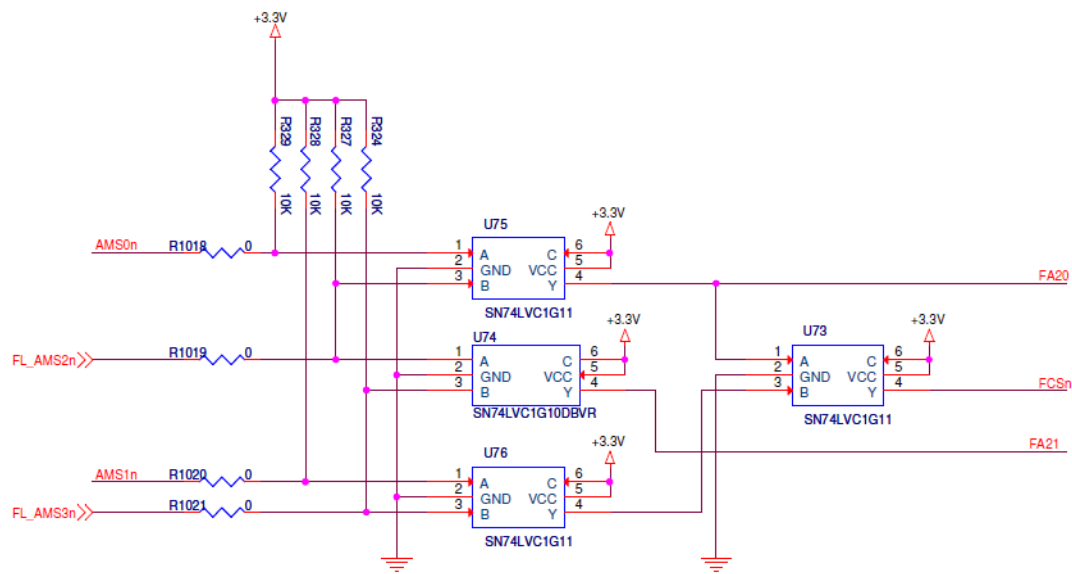 +3.3V
R329
R328
R327
R324
10K
10K
10K
10K
AMS0n
R1018
0
U75
+3.3V
1
A
C
6
2
GND
VCC
5
3
B
Y
4
SN74LVC1G11
FA20
FL_AMS2n
R1019
0
U74
+3.3V
1
A
C
6
2
GND
VCC
5
3
B
Y
4
SN74LVC1G10DBVR
U73
+3.3V
1
A
C
6
2
GND
VCC
5
3
B
Y
4
SN74LVC1G11
FCSn
FA21
AMS1n
R1020
0
FL_AMS3n
R1021
0
U76
+3.3V
1
A
C
6
2
GND
VCC
5
3
B
Y
4
SN74LVC1G11